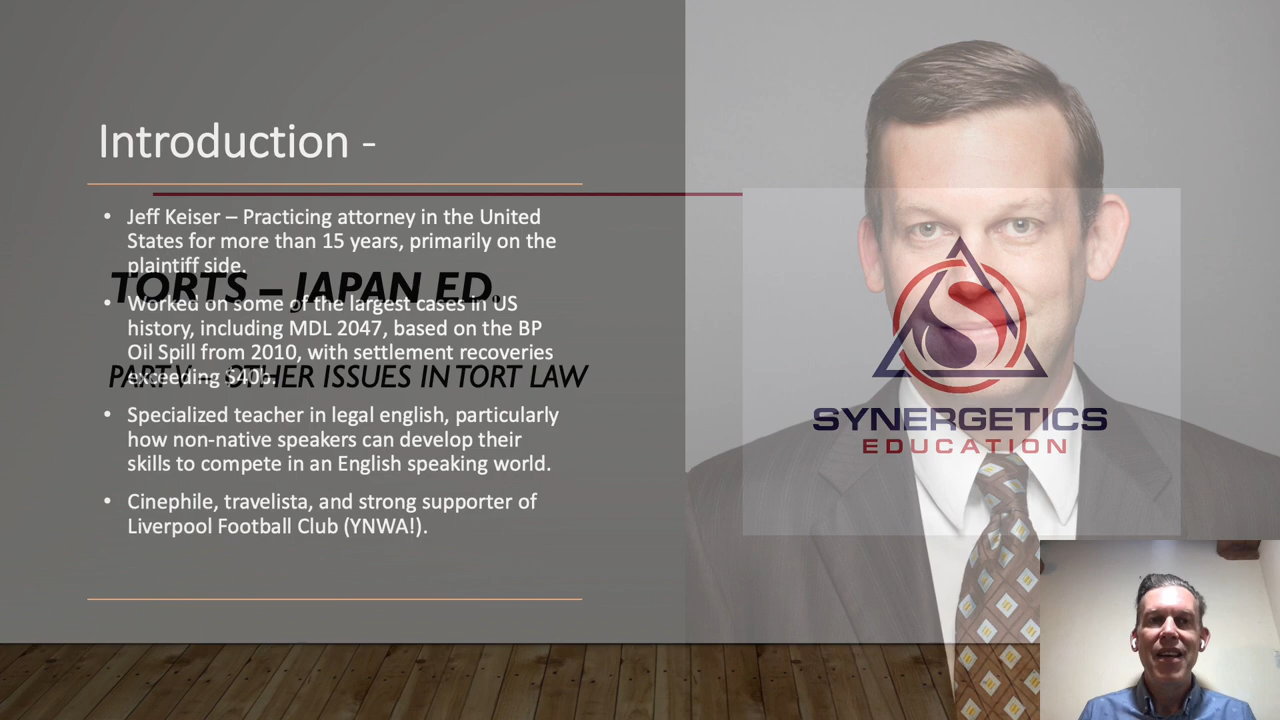 Introduction -
• Jeff Keiser – Practicing attorney in the United
States for more than 15 years, primarily on the
plaintiff side.
TORTS – JAPAN ED.
• Worked on some of the largest cases in US
history, including MDL 2047, based on the BP
Oil Spill from 2010, with settlement recoveries
exceeding $40b.
PART V – OTHER ISSUES IN TORT LAW
• Specialized teacher in legal english, particularly
how non-native speakers can develop their
skills to compete in an English speaking world.
• Cinephile, travelista, and strong supporter of
Liverpool Football Club (YNWA!).
SYNERGETICS
EDUCATION